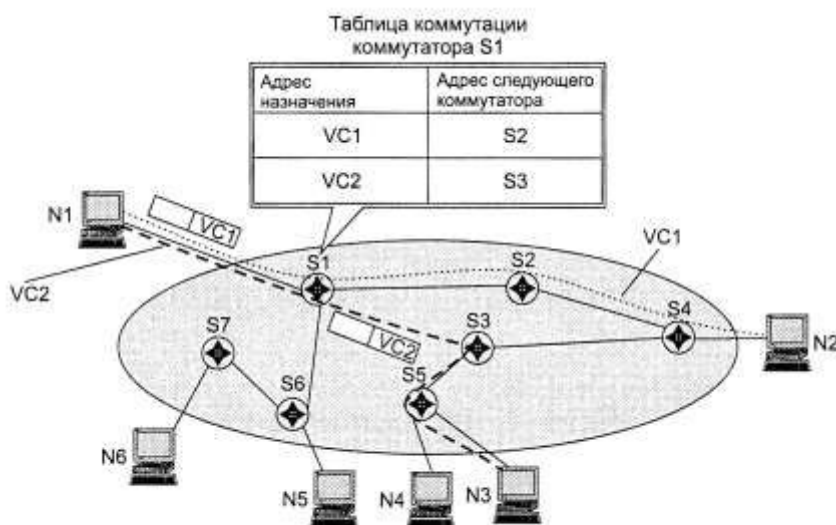 Таблица коммутации
коммутатора S1
Адрес
назначения
Адрес следующего
коммутатора
VC1
S2
VC2
S3
N1
VC1
VC2
S1
S2
VC1
S4
N2
S7
VC2
S3
S6
S5
N6
N5
N4
N3